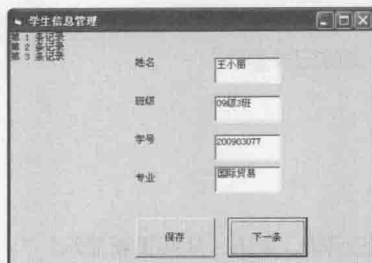 学生信息管理
第 1 条记录
第 2 条记录
第 3 条记录
姓名 王小丽
班级 09级3班
学号 200903077
专业 国际贸易
保存 下一条